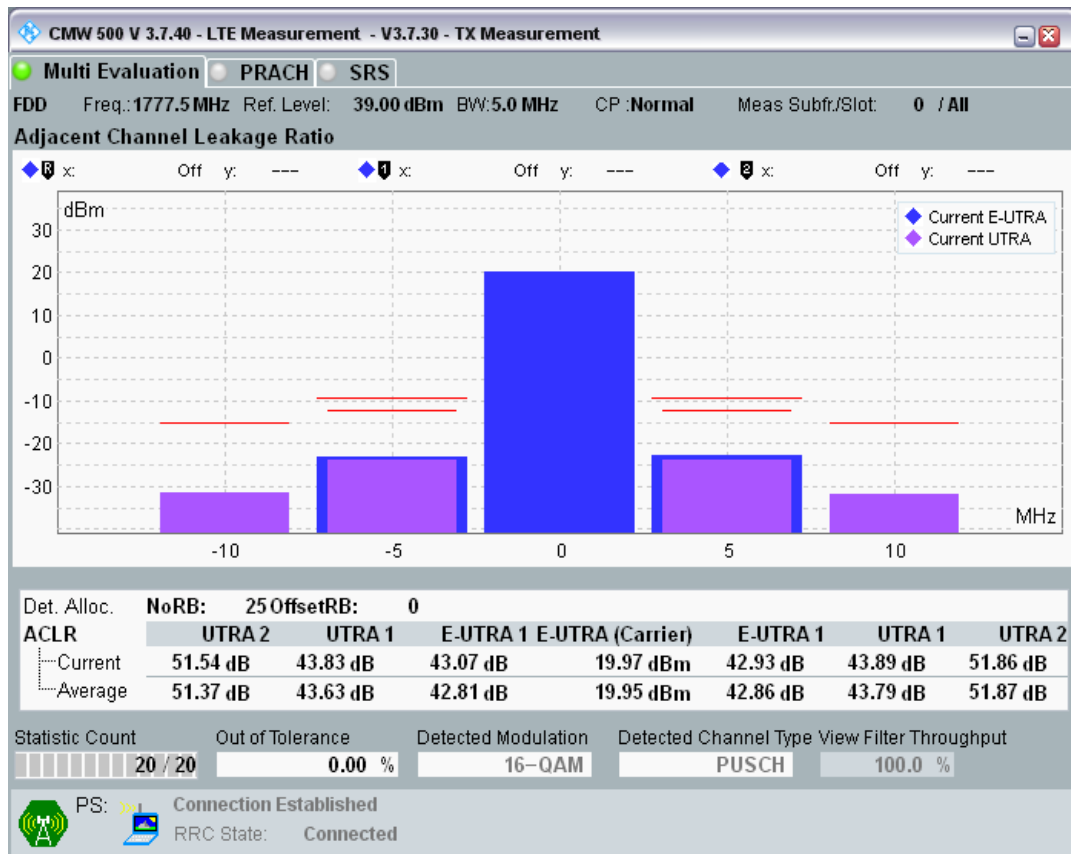 CMW 500 V 3.7.40 - LTE Measurement - V3.7.30 - TX Measurement
Multi Evaluation PRACH SRS
FDD Freq.:1777.5 MHz Ref. Level: 39.00 dBm BW:5.0 MHz CP :Normal Meas Subfr./Slot: 0 / All
Adjacent Channel Leakage Ratio
R x: Off y: --- 1 x: Off y: --- 2 x: Off y: ---
dBm
Current E-UTRA
Current UTRA
30
20
10
0
-10
-20
-30
MHz
-10 -5 0 5 10
Det. Alloc. NoRB: 25 OffsetRB: 0
ACLR UTRA 2 UTRA 1 E-UTRA 1 E-UTRA (Carrier) E-UTRA 1 UTRA 1 UTRA 2
Current 51.54 dB 43.83 dB 43.07 dB 19.97 dBm 42.93 dB 43.89 dB 51.86 dB
Average 51.37 dB 43.63 dB 42.81 dB 19.95 dBm 42.86 dB 43.79 dB 51.87 dB
Statistic Count Out of Tolerance Detected Modulation Detected Channel Type View Filter Throughput
20 / 20 0.00 % 16-QAM PUSCH 100.0 %
PS: Connection Established
RRC State: Connected